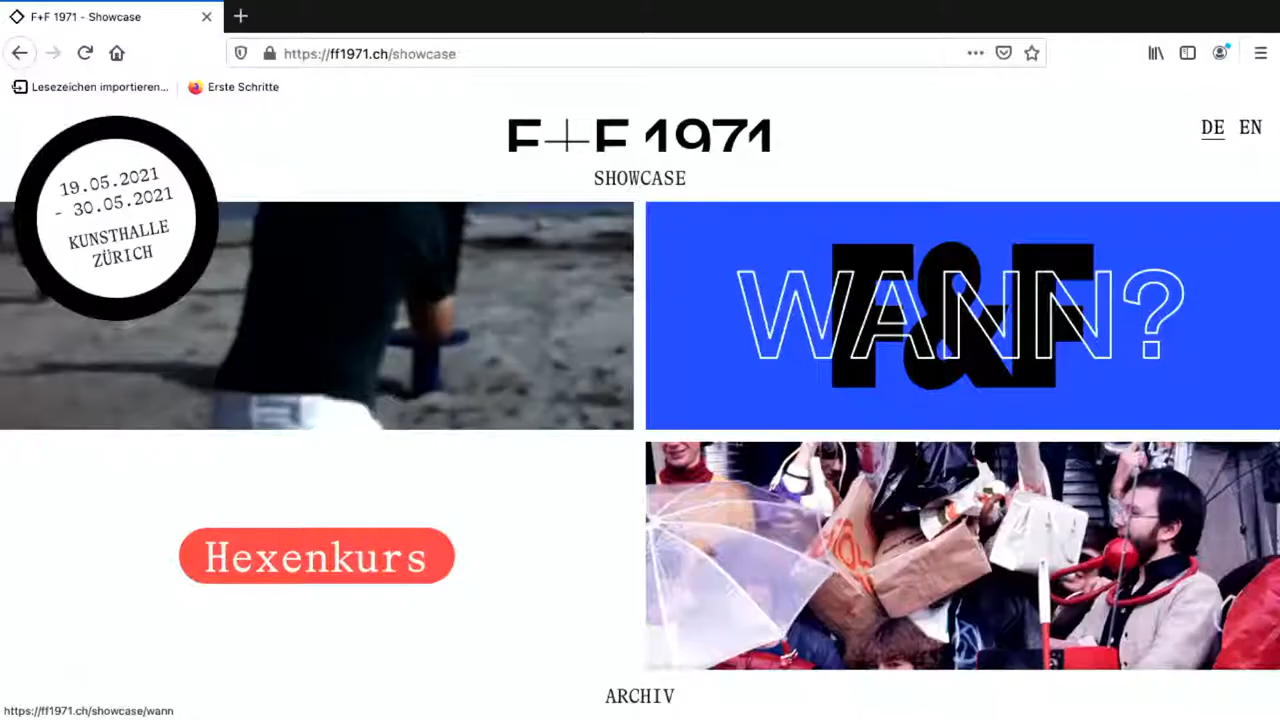 F+F 1971 - Showcase
https://ff1971.ch/showcase
Lesezeichen importieren...
Erste Schritte
F+F 1971
DE EN
SHOWCASE
19.05.2021
- 30.05.2021
KUNSTHALLE
ZÜRICH
F&F
WANN?
Hexenkurs
ARCHIV
https://ff1971.ch/showcase/wann